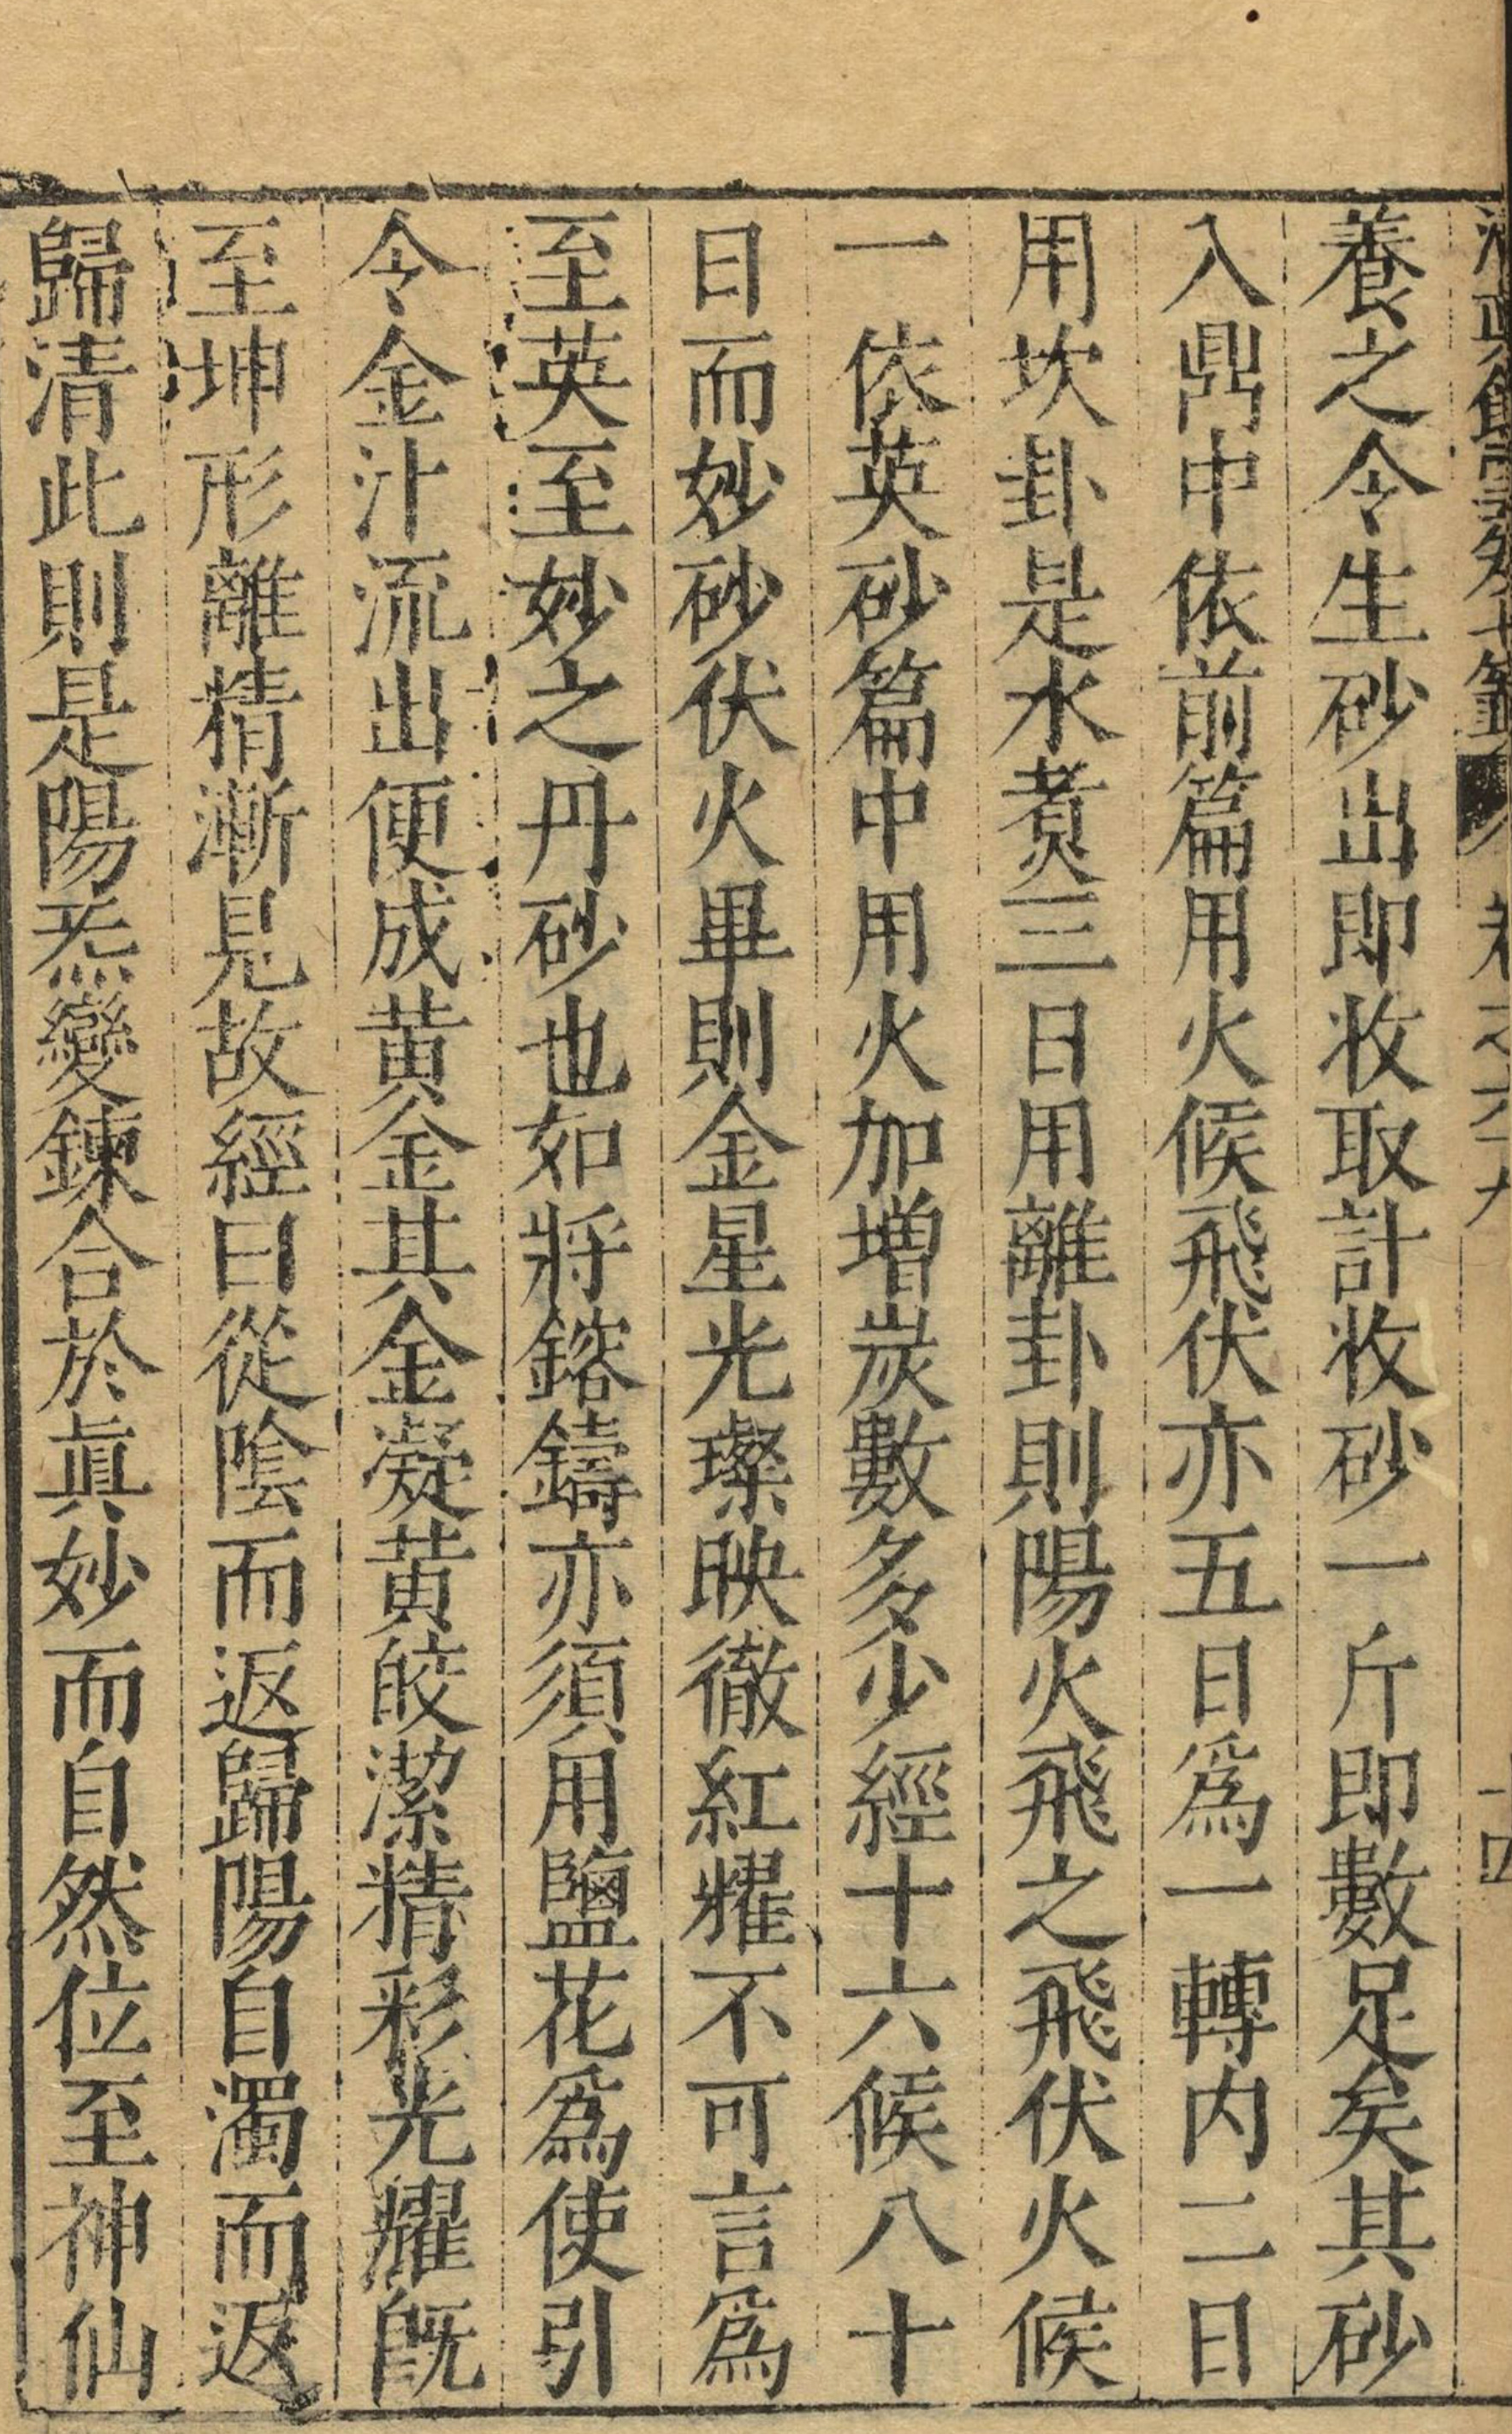 養之令生砂出即收取計收砂一斤即數足矣其砂
入鼎中依前篇用火候飛伏亦五日爲一轉内二日
用坎卦是水煑三日用離卦則陽火飛之飛伏火候
一依英砂篇中用火加增炭數多少經十六候八十
日而妙砂伏火畢則金星光璨映徹紅耀不可言爲
至英至妙之丹砂也如將鎔鑄亦須用鹽花爲使引
令金汁流出便成黃金其金凝黃皎潔精彩光耀旣
至坤形離精漸見故經曰從陰而返歸陽自濁而返
歸清此則是陽炁變鍊合於眞妙而自然位至神仙